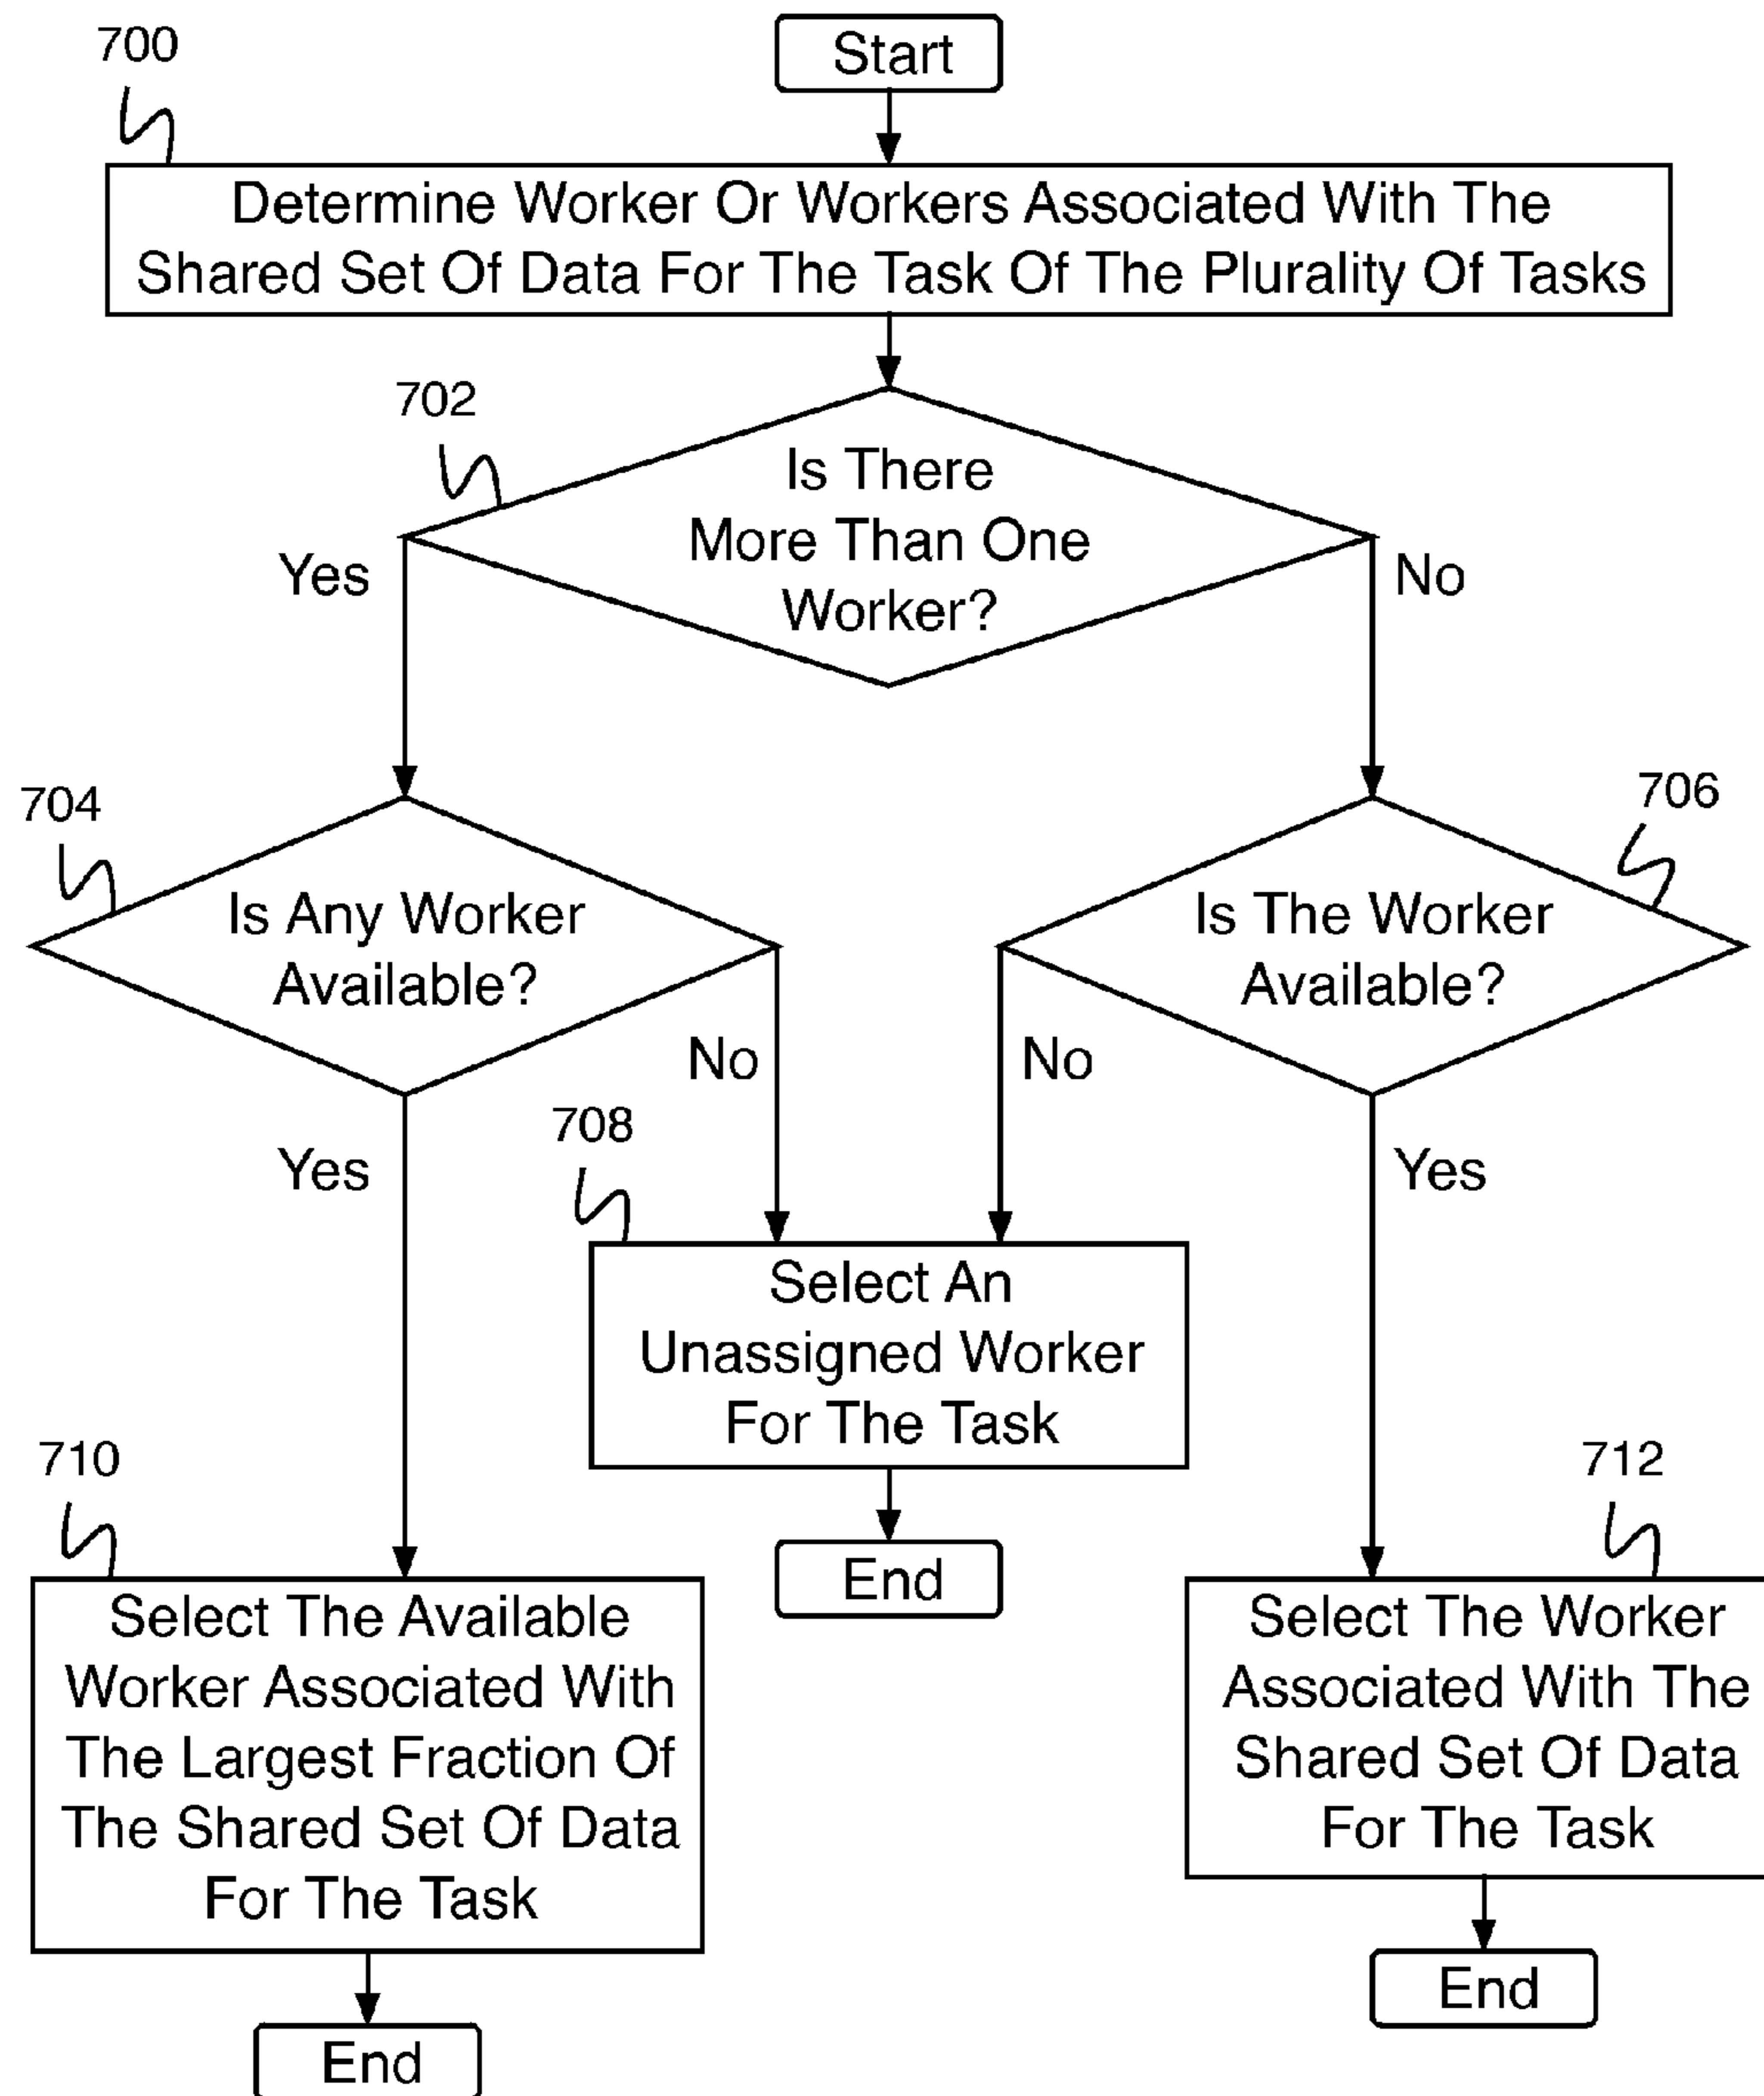 700
Start
Determine Worker Or Workers Associated With The
Shared Set Of Data For The Task Of The Plurality Of Tasks
702
Is There
More Than One
Worker?
Yes
No
704
Is Any Worker
Available?
706
Is The Worker
Available?
No
No
Yes
Yes
708
Select An
Unassigned Worker
For The Task
End
710
Select The Available
Worker Associated With
The Largest Fraction Of
The Shared Set Of Data
For The Task
End
712
Select The Worker
Associated With The
Shared Set Of Data
For The Task
End